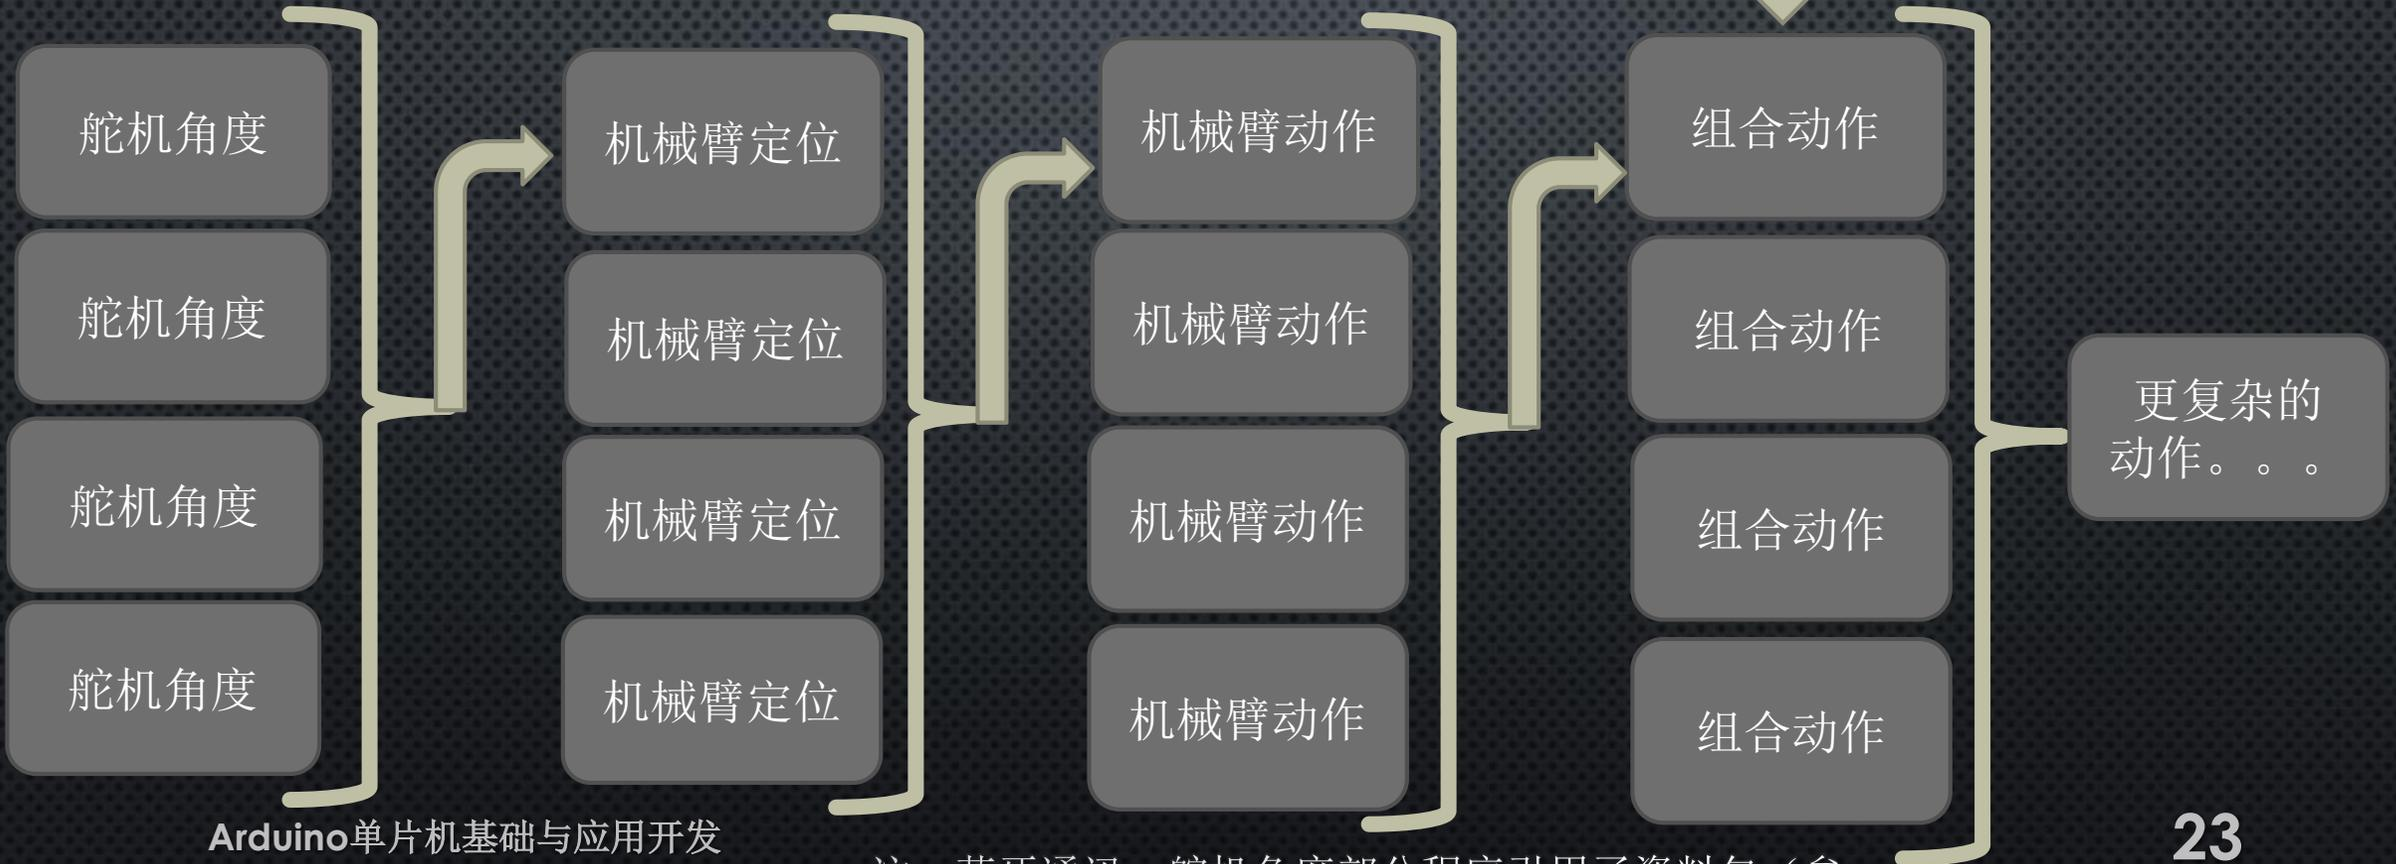 舵机角度
舵机角度
舵机角度
舵机角度
机械臂定位
机械臂定位
机械臂定位
机械臂定位
机械臂动作
机械臂动作
机械臂动作
机械臂动作
组合动作
组合动作
组合动作
组合动作
更复杂的
动作。。。
Arduino单片机基础与应用开发
23